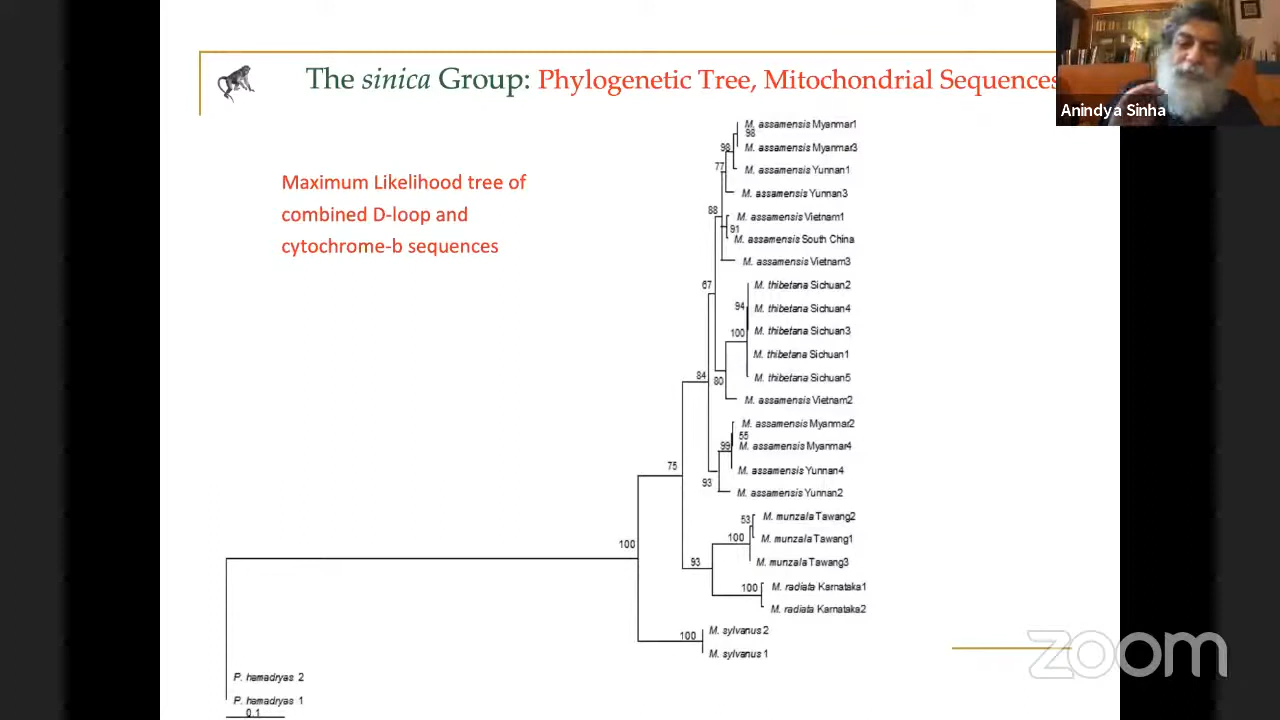 The sinica Group: Phylogenetic Tree, Mitochondrial Sequences
Anindya Sinha
Maximum Likelihood tree of
combined D-loop and
cytochrome-b sequences
M. assamensis Myanmar1
98
M. assamensis Myanmar3
98
M. assamensis Yunnan1
77
M. assamensis Yunnan3
88
M. assamensis Vietnam1
91
M. assamensis South China
M. assamensis Vietnam3
67
M. thibetana Sichuan2
94
M. thibetana Sichuan4
M. thibetana Sichuan3
100
M. thibetana Sichuan1
84
80
M. thibetana Sichuan5
M. assamensis Vietnam2
M. assamensis Myanmar2
55
99
M. assamensis Myanmar4
75
M. assamensis Yunnan4
93
M. assamensis Yunnan2
M. munzala Tawang2
53
100
M. munzala Tawang1
100
93
M. munzala Tawang3
100
M. radiata Karnataka1
M. radiata Karnataka2
100
M. sylvanus 2
M. sylvanus 1
P. hamadryas 2
P. hamadryas 1
0.1
zoom